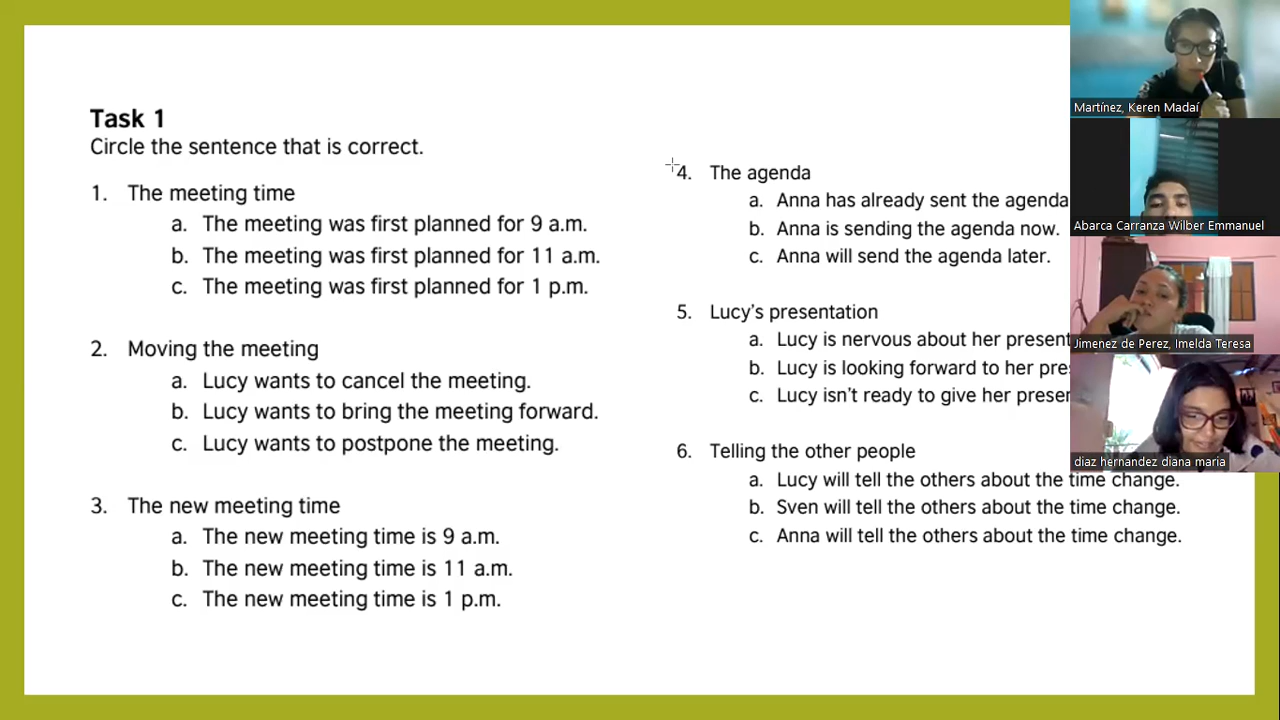 Task 1
Circle the sentence that is correct.
1. The meeting time
a. The meeting was first planned for 9 a.m.
b. The meeting was first planned for 11 a.m.
c. The meeting was first planned for 1 p.m.
2. Moving the meeting
a. Lucy wants to cancel the meeting.
b. Lucy wants to bring the meeting forward.
c. Lucy wants to postpone the meeting.
3. The new meeting time
a. The new meeting time is 9 a.m.
b. The new meeting time is 11 a.m.
c. The new meeting time is 1 p.m.
4. The agenda
a. Anna has already sent the agenda
b. Anna is sending the agenda now.
c. Anna will send the agenda later.
5. Lucy’s presentation
a. Lucy is nervous about her present
b. Lucy is looking forward to her pre
c. Lucy isn’t ready to give her preser
6. Telling the other people
a. Lucy will tell the others about the time change.
b. Sven will tell the others about the time change.
c. Anna will tell the others about the time change.
Martínez, Keren Madaí
Abarca Carranza Wilber Emmanuel
Jimenez de Perez, Imelda Teresa
diaz hernandez diana maria